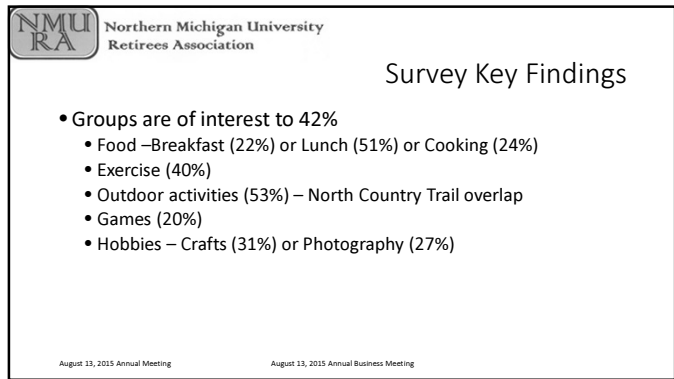 NMU
RA
Northern Michigan University
Retirees Association
Survey Key Findings
• Groups are of interest to 42%
• Food –Breakfast (22%) or Lunch (51%) or Cooking (24%)
• Exercise (40%)
• Outdoor activities (53%) – North Country Trail overlap
• Games (20%)
• Hobbies – Crafts (31%) or Photography (27%)
August 13, 2015 Annual Meeting
August 13, 2015 Annual Business Meeting